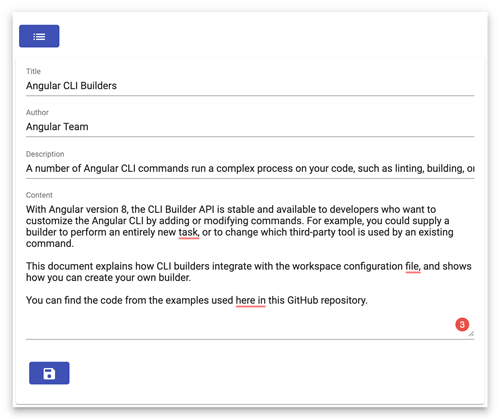 Title
Angular CLI Builders
Author
Angular Team
Description
A number of Angular CLI commands run a complex process on your code, such as linting, building, or
Content
With Angular version 8, the CLI Builder API is stable and available to developers who want to
customize the Angular CLI by adding or modifying commands. For example, you could supply a
builder to perform an entirely new task, or to change which third-party tool is used by an existing
command.
This document explains how CLI builders integrate with the workspace configuration file, and shows
how you can create your own builder.
You can find the code from the examples used here in this GitHub repository.
3